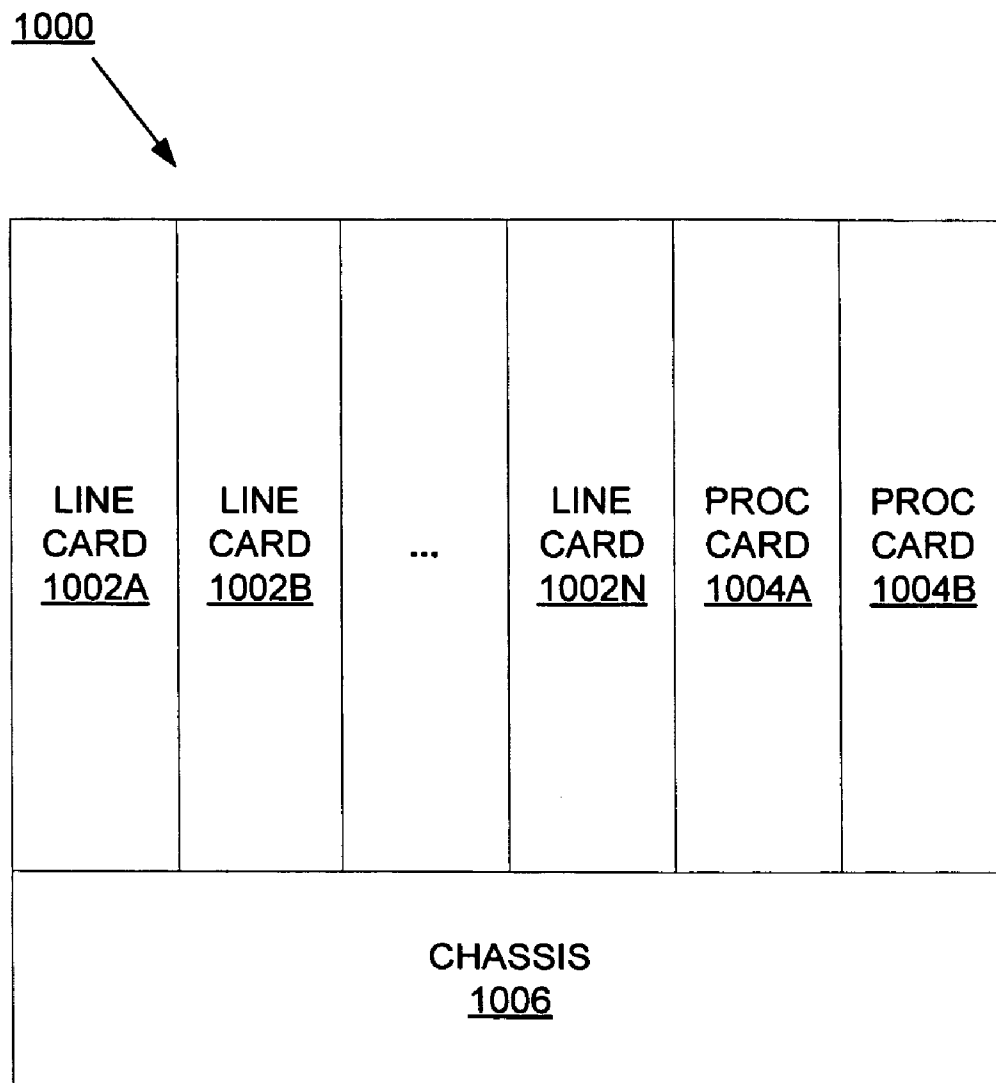 1000
LINE
CARD
1002A
LINE
CARD
1002B
...
LINE
CARD
1002N
PROC
CARD
1004A
PROC
CARD
1004B
CHASSIS
1006